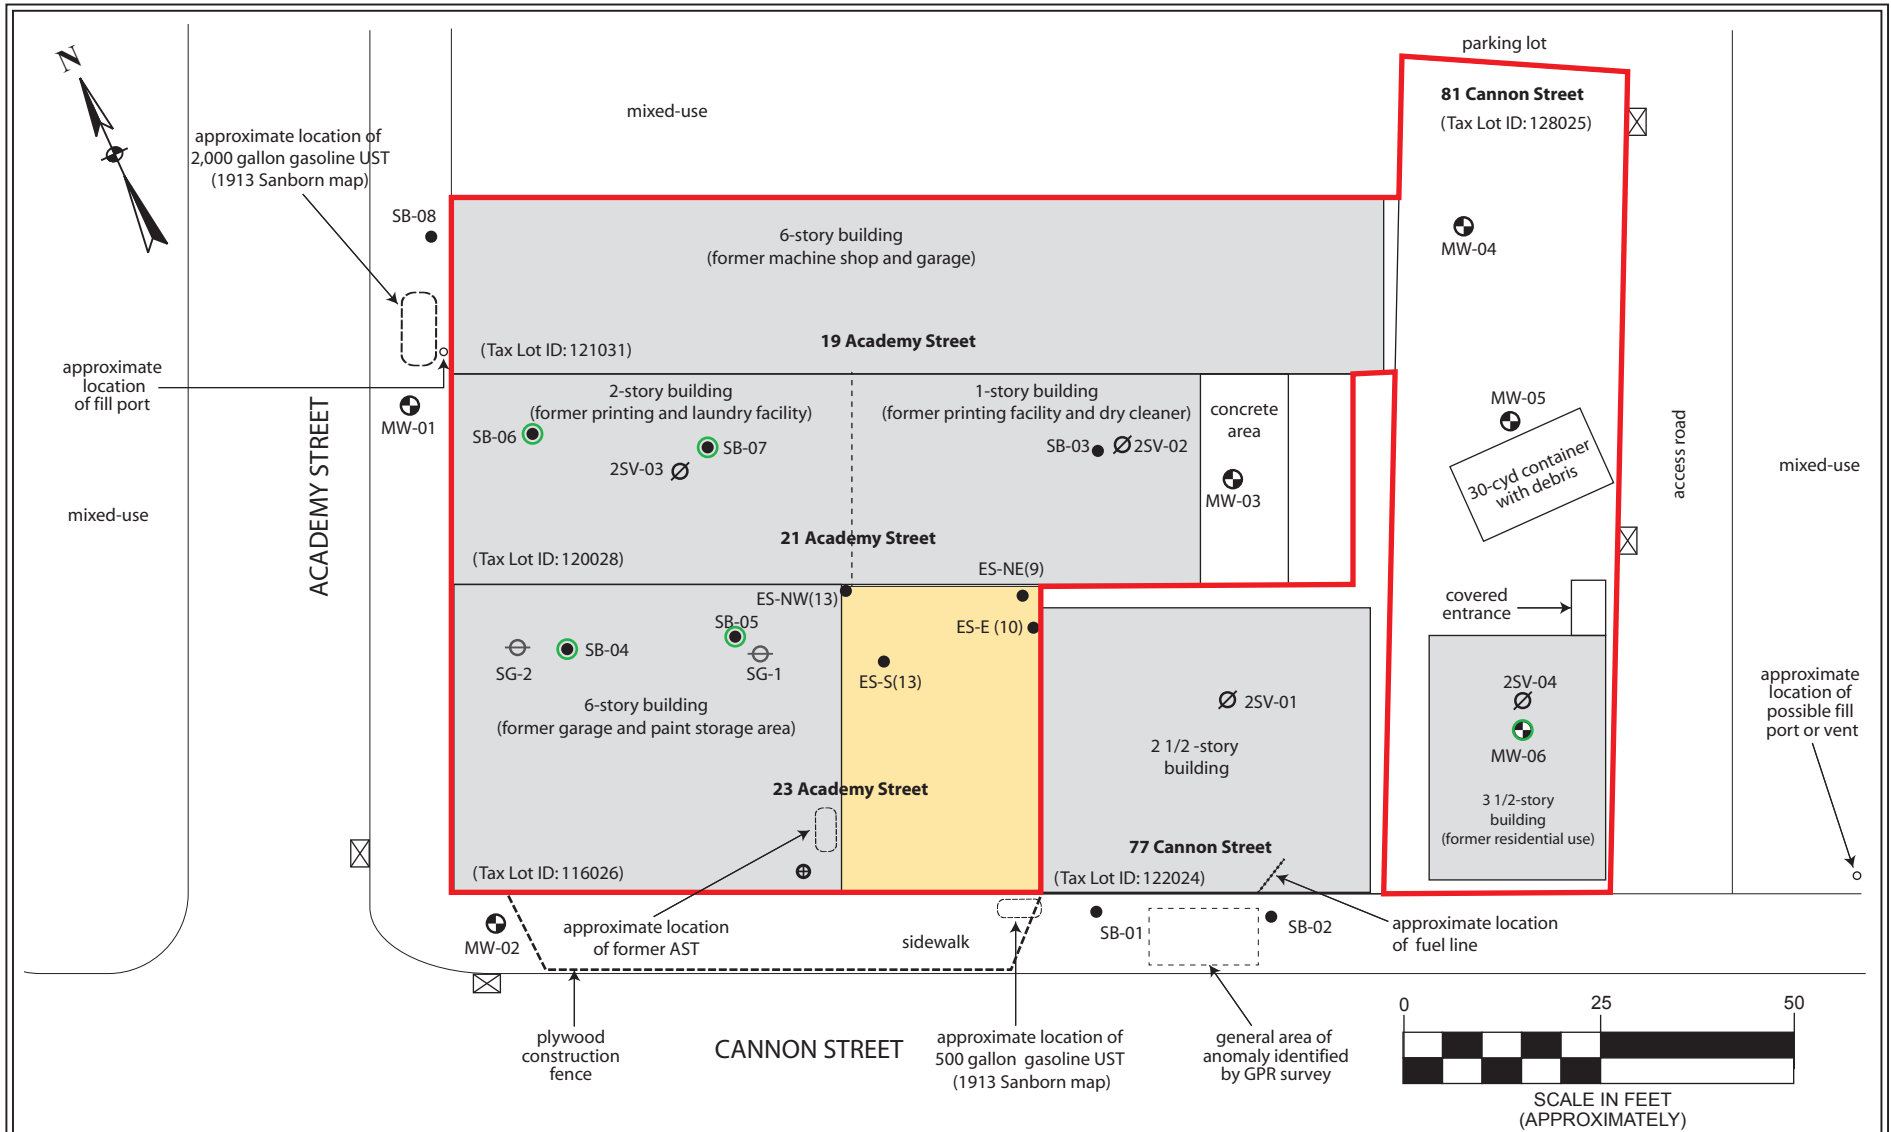 N
parking lot
mixed-use
81 Cannon Street
(Tax Lot ID: 128025)
approximate location of
2,000 gallon gasoline UST
(1913 Sanborn map)
SB-08
6-story building
(former machine shop and garage)
MW-04
19 Academy Street
(Tax Lot ID: 121031)
approximate
location
of fill port
MW-01
ACADEMY STREET
mixed-use
2-story building
(former printing and laundry facility)
1-story building
(former printing facility and dry cleaner)
concrete
area
SB-06
SB-07
2SV-03
SB-03
2SV-02
MW-03
MW-05
30-cyd container
with debris
access road
mixed-use
21 Academy Street
(Tax Lot ID: 120028)
ES-NE(9)
ES-NW(13)
ES-E (10)
covered
entrance
SB-05
SB-04
SG-2
SG-1
ES-S(13)
6-story building
(former garage and paint storage area)
2SV-01
2 1/2 -story
building
2SV-04
MW-06
3 1/2-story
building
(former residential use)
approximate
location of
possible fill
port or vent
23 Academy Street
77 Cannon Street
(Tax Lot ID: 116026)
(Tax Lot ID: 122024)
MW-02
approximate location
of former AST
sidewalk
SB-01
SB-02
approximate location
of fuel line
plywood
construction
fence
CANNON STREET
approximate location of
500 gallon gasoline UST
(1913 Sanborn map)
general area of
anomaly identified
by GPR survey
0
25
50
SCALE IN FEET
(APPROXIMATELY)